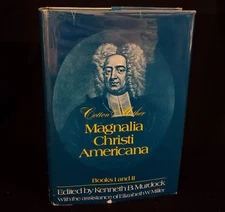 Cotton Mather
Magnalia
Christi
Americana
Books I and II
Edited by Kenneth B. Murdock
With the assistance of Elizabeth W. Miller